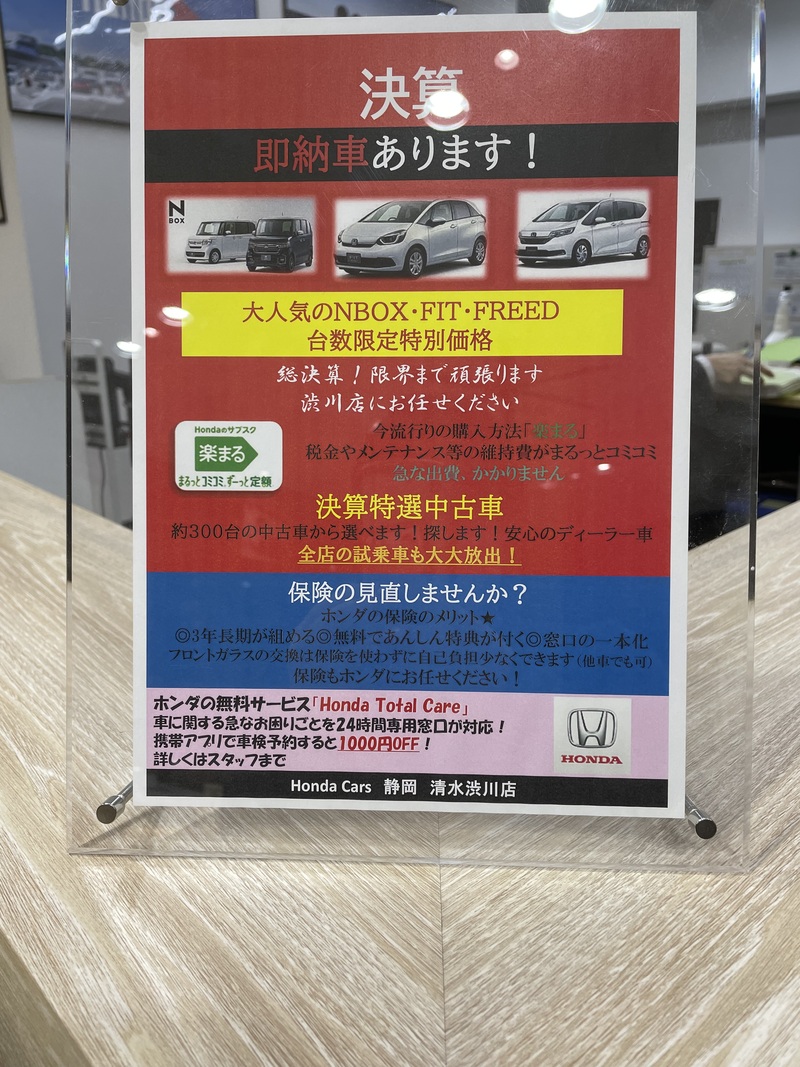 決算
即納車あります！
N
BOX
大人気のNBOX・FIT・FREED
台数限定特別価格
総決算！限界まで頑張ります
渋川店にお任せください
Hondaのサブスク
楽まる
まるっとコミコミ、ずーっと定額
今流行りの購入方法「楽まる」
税金やメンテナンス等の維持費がまるっとコミコミ
急な出費、かかりません
決算特選中古車
約300台の中古車から選べます！探します！安心のディーラー車
全店の試乗車も大大放出！
保険の見直しませんか？
ホンダの保険のメリット★
◎3年長期が組める◎無料であんしん特典が付く◎窓口の一本化
フロントガラスの交換は保険を使わずに自己負担少なくできます（他車でも可）
保険もホンダにお任せください！
ホンダの無料サービス「Honda Total Care」
車に関する急なお困りごとを24時間専用窓口が対応！
携帯アプリで車検予約すると1000円OFF！
詳しくはスタッフまで
HONDA
Honda Cars 静岡 清水渋川店